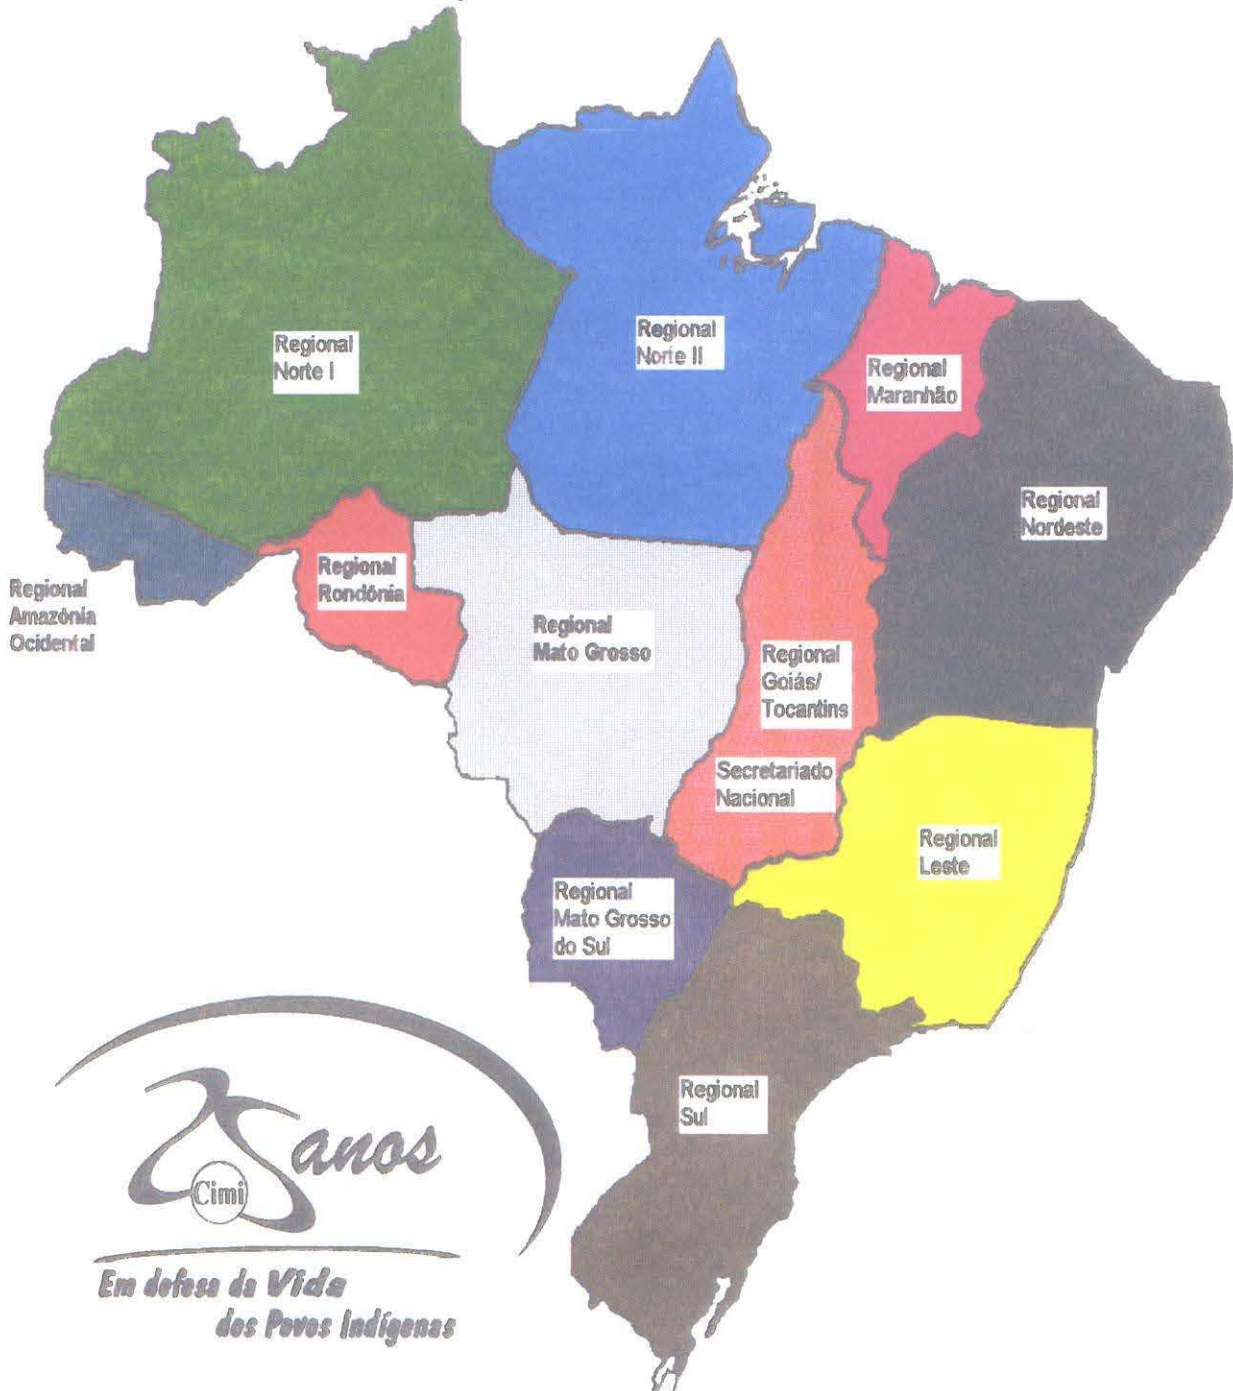 Regional
Norte I
Regional
Norte II
Regional
Maranhão
Regional
Nordeste
Regional
Amazônia
Ocidental
Regional
Rondônia
Regional
Mato Grosso
Regional
Goiás/
Tocantins
Secretariado
Nacional
Regional
Leste
Regional
Mato Grosso
do Sul
Regional
Sul
25 anos
Cimi
Em defesa da Vida
dos Povos Indígenas